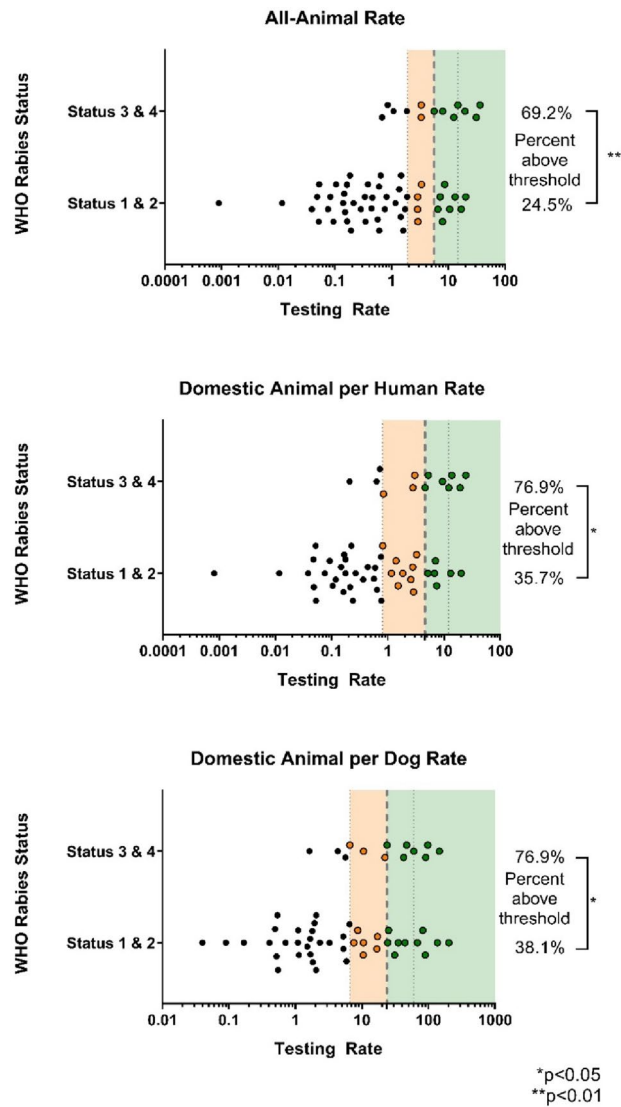 All-Animal Rate
WHO Rabies Status
Status 3 & 4
Status 1 & 2
69.2%
Percent
above
threshold
24.5%
**
0.0001 0.001 0.01 0.1 1 10 100
Testing Rate
Domestic Animal per Human Rate
WHO Rabies Status
Status 3 & 4
Status 1 & 2
76.9%
Percent
above
threshold
35.7%
*
0.0001 0.001 0.01 0.1 1 10 100
Testing Rate
Domestic Animal per Dog Rate
WHO Rabies Status
Status 3 & 4
Status 1 & 2
76.9%
Percent
above
threshold
38.1%
*
0.01 0.1 1 10 100 1000
Testing Rate
*p<0.05
**p<0.01